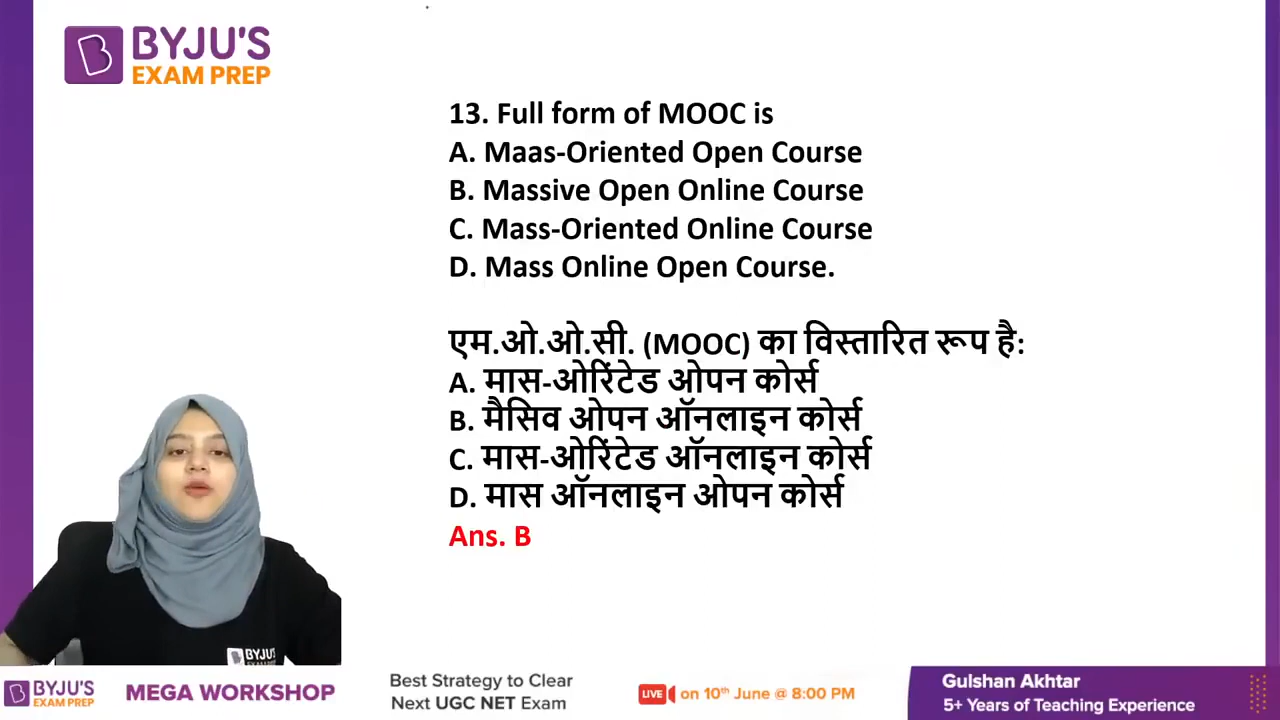 BYJU'S
EXAM PREP
13. Full form of MOOC is
A. Maas-Oriented Open Course
B. Massive Open Online Course
C. Mass-Oriented Online Course
D. Mass Online Open Course.
एम.ओ.ओ.सी. (MOOC) का विस्तारित रूप है:
A. मास-ओरिंटेड ओपन कोर्स
B. मैसिव ओपन ऑनलाइन कोर्स
C. मास-ओरिंटेड ऑनलाइन कोर्स
D. मास ऑनलाइन ओपन कोर्स
Ans. B
BYJU'S
EXAM PREP
BYJU'S
EXAM PREP
MEGA WORKSHOP
Best Strategy to Clear
Next UGC NET Exam
LIVE on 10th June @ 8:00 PM
Gulshan Akhtar
5+ Years of Teaching Experience